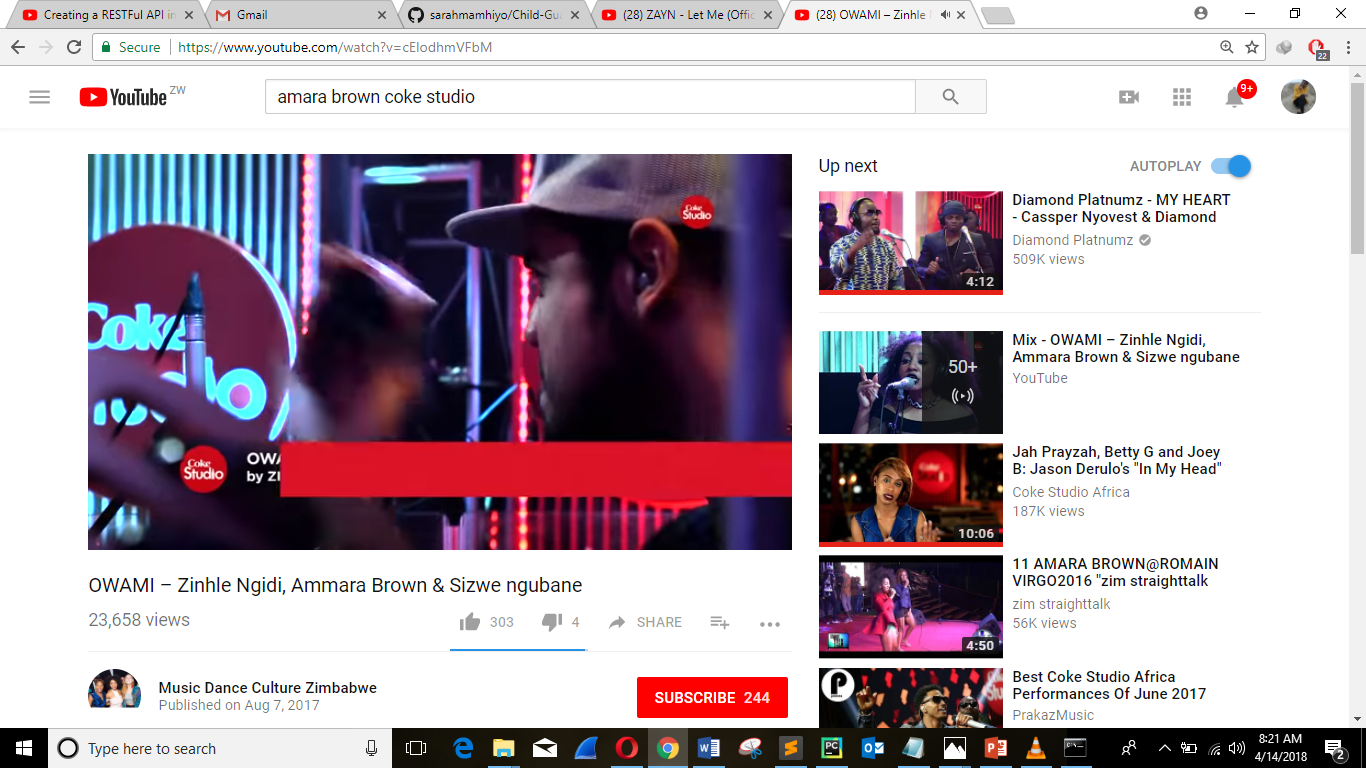 Creating a RESTFul API in
Gmail
sarahmamhiyo/Child-Gu
(28) ZAYN - Let Me (Offic
(28) OWAMI – Zinhle
Secure
https://www.youtube.com/watch?v=cEIodhmVFbM
22
YouTube ZW
amara brown coke studio
9+
Coke Studio
Coke
Studio
Coke Studio
OWA
by ZI
OWAMI – Zinhle Ngidi, Ammara Brown & Sizwe ngubane
23,658 views
303
4
SHARE
Music Dance Culture Zimbabwe
Published on Aug 7, 2017
SUBSCRIBE 244
Up next
AUTOPLAY
4:12
Diamond Platnumz - MY HEART
- Cassper Nyovest & Diamond
Diamond Platnumz
509K views
50+
Mix - OWAMI – Zinhle Ngidi,
Ammara Brown & Sizwe ngubane
YouTube
10:06
Jah Prayzah, Betty G and Joey
B: Jason Derulo's "In My Head"
Coke Studio Africa
187K views
4:50
11 AMARA BROWN@ROMAIN
VIRGO2016 "zim straighttalk
zim straighttalk
56K views
Best Coke Studio Africa
Performances Of June 2017
PrakazMusic
Type here to search
8:21 AM
4/14/2018
2